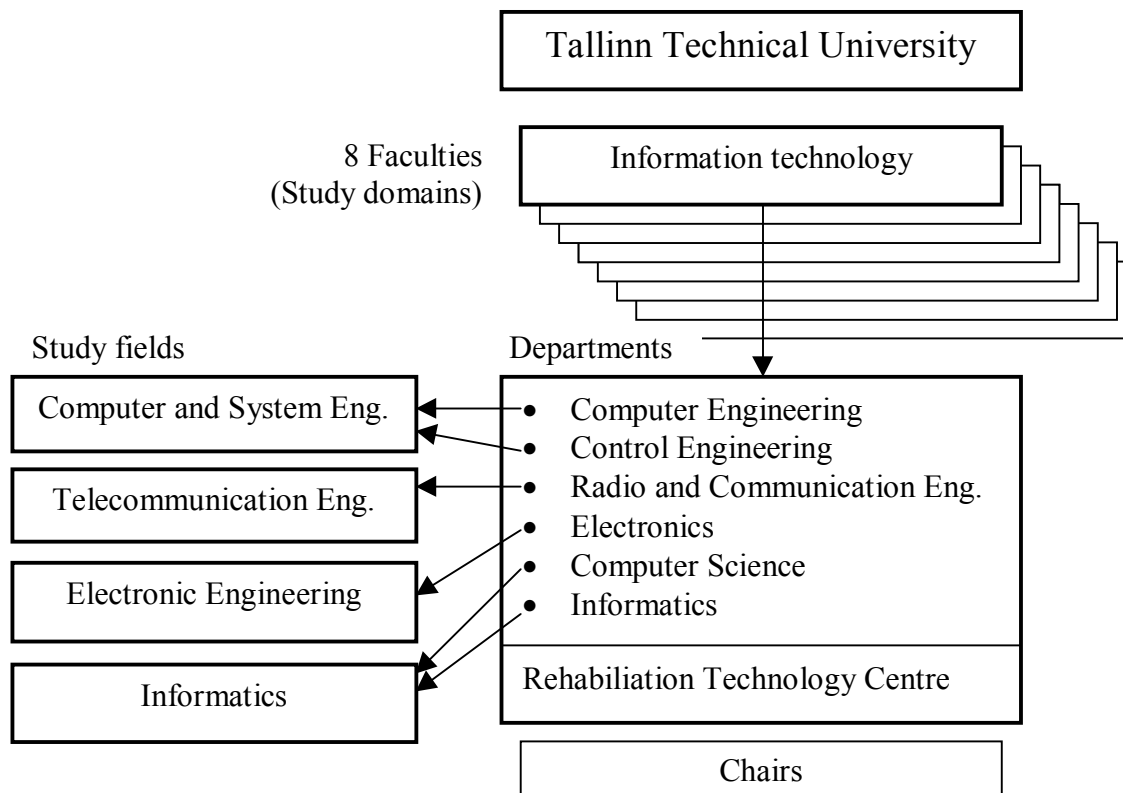 Tallinn Technical University
8 Faculties
(Study domains)
Information technology
Study fields
Departments
Computer and System Eng.
Telecommunication Eng.
Electronic Engineering
Informatics
• Computer Engineering
• Control Engineering
• Radio and Communication Eng.
• Electronics
• Computer Science
• Informatics
Rehabiliation Technology Centre
Chairs